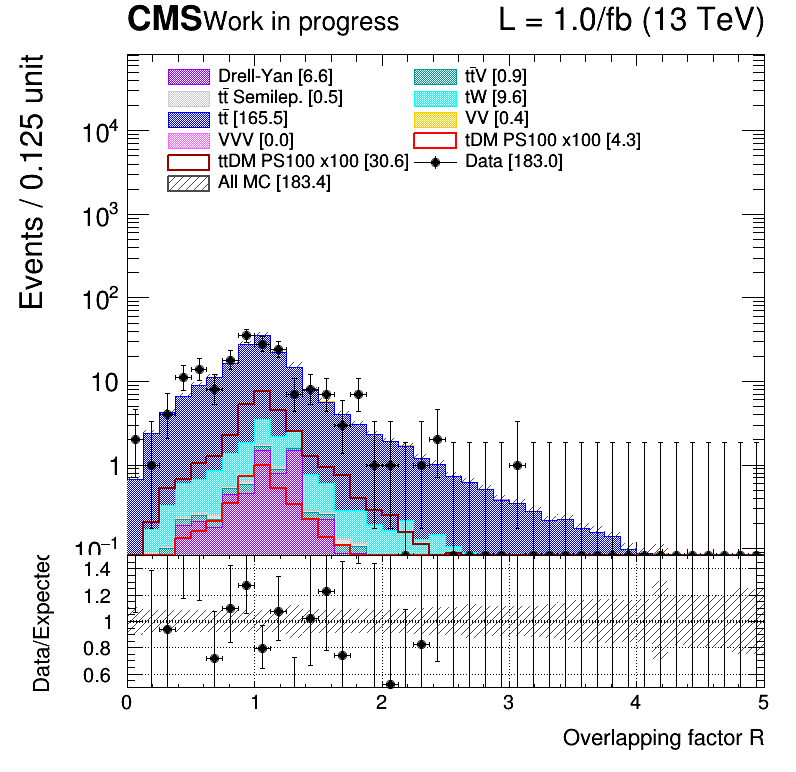 CMS Work in progress L = 1.0/fb (13 TeV)
Drell-Yan [6.6] tt̄V [0.9]
tt̄ Semilep. [0.5] tW [9.6]
tt̄ [165.5] VV [0.4]
VVV [0.0] tDM PS100 x100 [4.3]
ttDM PS100 x100 [30.6] Data [183.0]
All MC [183.4]
Events / 0.125 unit
10⁴
10³
10²
10
1
10⁻¹
Data/Expected
1.4
1.2
1
0.8
0.6
0 1 2 3 4 5
Overlapping factor R